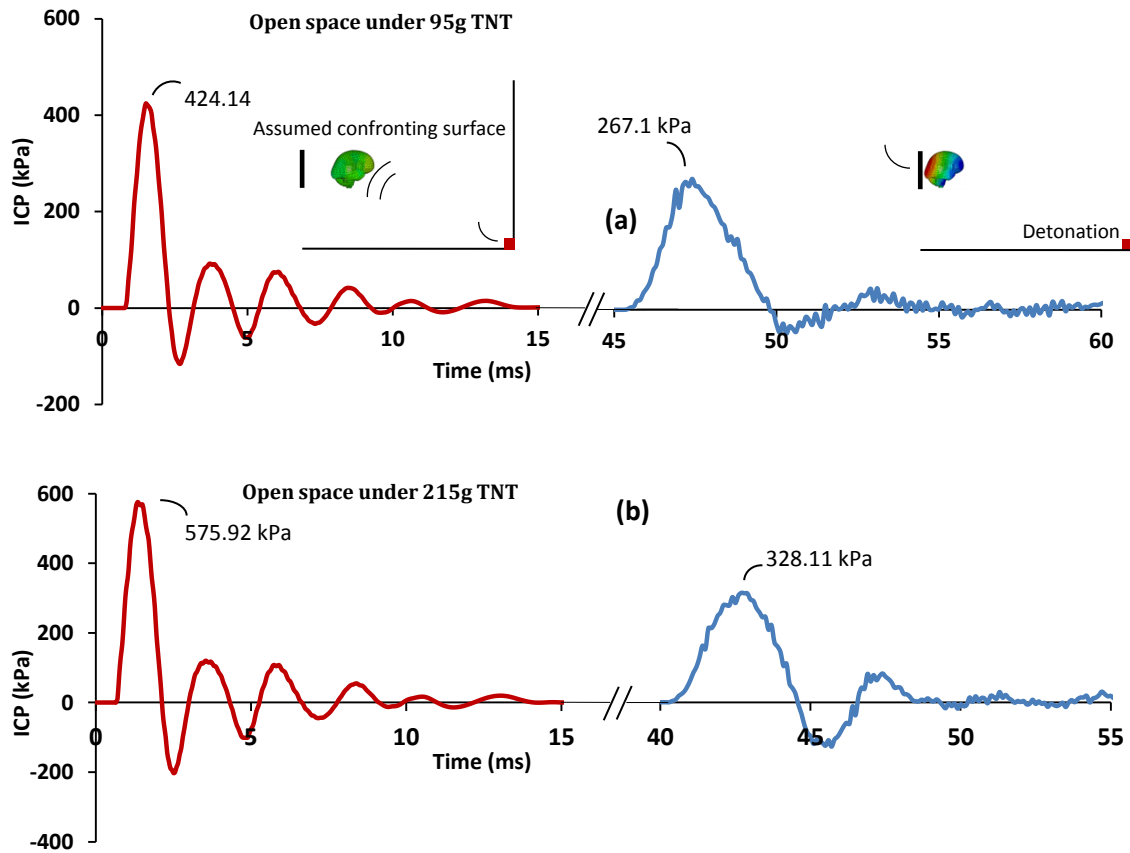 Open space under 95g TNT
600
400
200
0
-200
ICP (kPa)
424.14
Assumed confronting surface
267.1 kPa
(a)
Detonation
0
5
10
15
45
50
55
60
Time (ms)
Open space under 215g TNT
600
400
200
0
-200
-400
ICP (kPa)
575.92 kPa
(b)
328.11 kPa
0
5
10
15
40
45
50
55
Time (ms)
Time (ms)